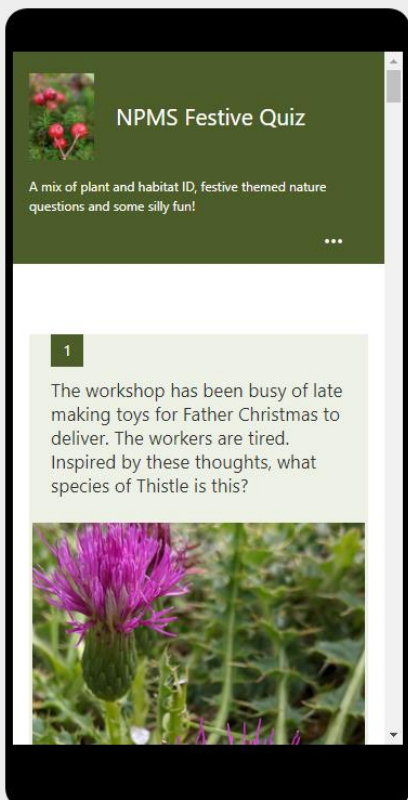 NPMS Festive Quiz
A mix of plant and habitat ID, festive themed nature
questions and some silly fun!
1
The workshop has been busy of late
making toys for Father Christmas to
deliver. The workers are tired.
Inspired by these thoughts, what
species of Thistle is this?